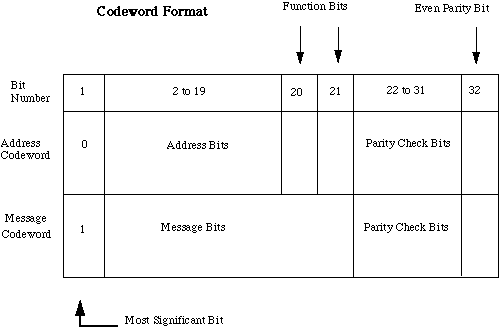 Codeword Format
Function Bits
Even Parity Bit
Bit
Number
1
2 to 19
20
21
22 to 31
32
Address
Codeword
0
Address Bits
Parity Check Bits
Message
Codeword
1
Message Bits
Parity Check Bits
Most Significant Bit